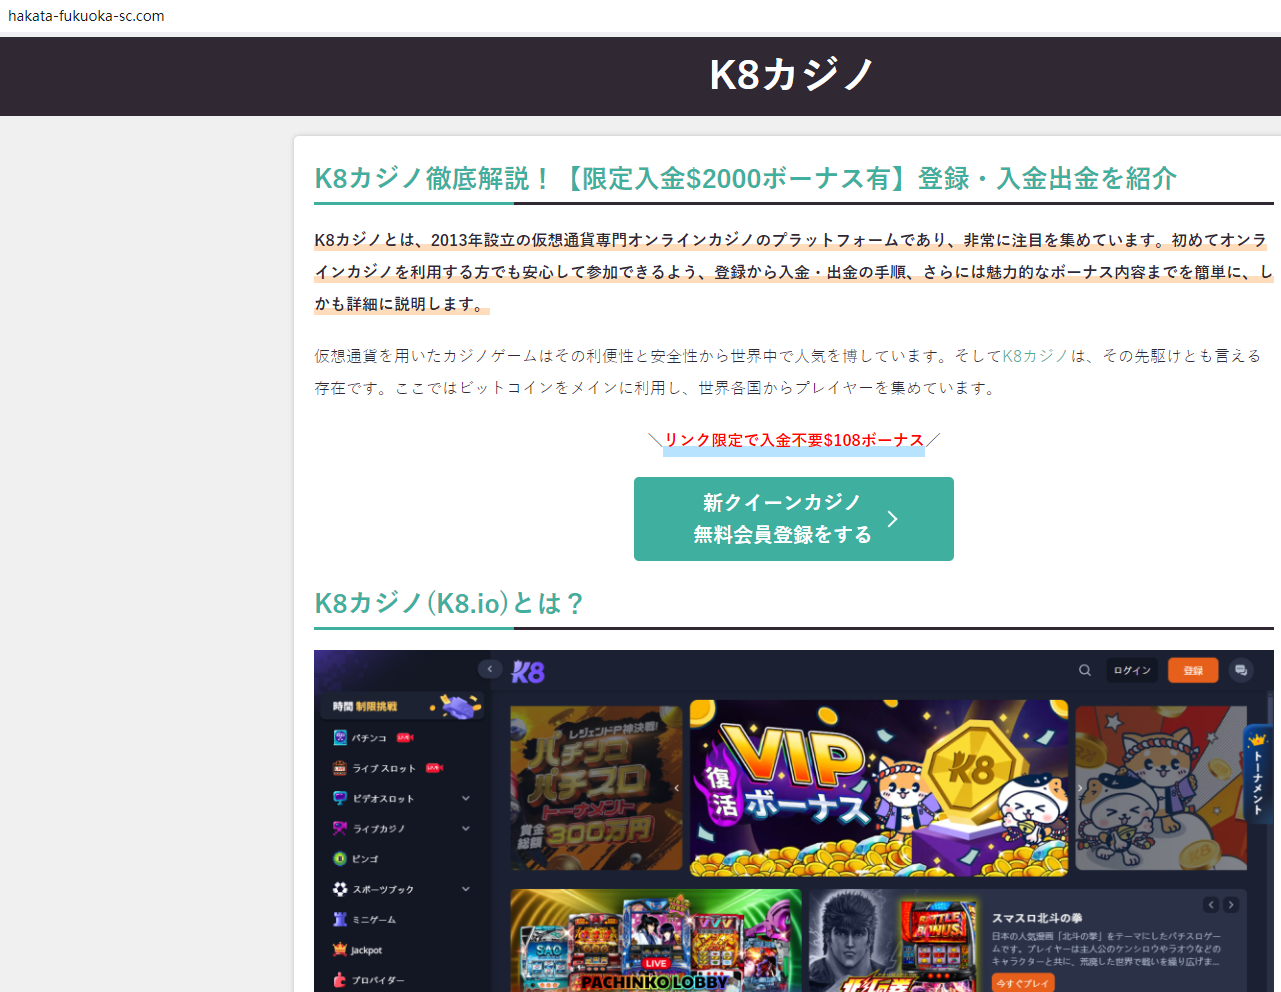 hakata-fukuoka-sc.com
K8カジノ
K8カジノ徹底解説！【限定入金$2000ボーナス有】登録・入金出金を紹介
K8カジノとは、2013年設立の仮想通貨専門オンラインカジノのプラットフォームであり、非常に注目を集めています。初めてオンラ
インカジノを利用する方でも安心して参加できるよう、登録から入金・出金の手順、さらには魅力的なボーナス内容までを簡単に、し
かも詳細に説明します。
仮想通貨を用いたカジノゲームはその利便性と安全性から世界中で人気を博しています。そしてK8カジノは、その先駆けとも言える
存在です。ここではビットコインをメインに利用し、世界各国からプレイヤーを集めています。
＼リンク限定で入金不要$108ボーナス／
新クイーンカジノ
無料会員登録をする
K8カジノ(K8.io)とは？
K8
ログイン
登録
時間 制限挑戦
パチンコ LIVE
ライブ スロット LIVE
ビデオスロット
ライブカジノ
ビンゴ
スポーツブック
ミニゲーム
Jackpot
プロバイダー
レジェンドP神決戦!
パチンコ
パチスロ
トーナメント
賞金総額 300万円
復活
VIP
ボーナス
K8
トーナメント
SAO
LIVE
PACHINKO LOBBY
BATTLE BONUS
スマスロ北斗の拳
日本の人気漫画「北斗の拳」をテーマにしたパチスロゲー
ムです。プレイヤーは主人公のケンシロウやラオウなどの
キャラクターと共に、荒廃した世界で戦いを繰り広げま...
今すぐプレイ